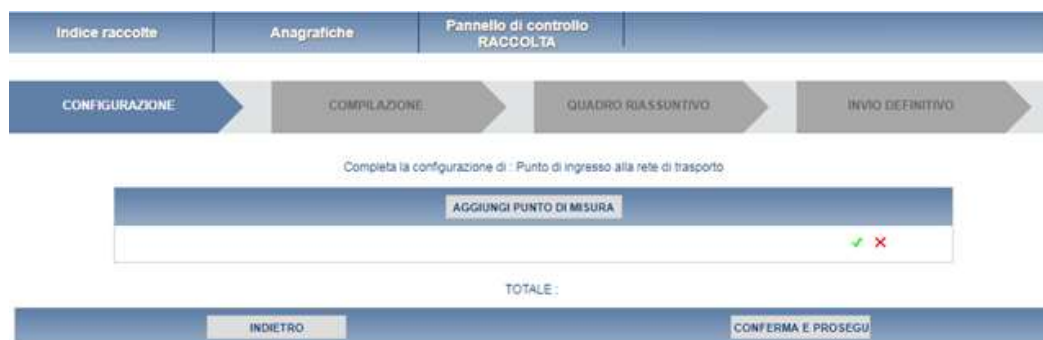 Indice raccolte
Anagrafiche
Pannello di controllo
RACCOLTA
CONFIGURAZIONE
COMPILAZIONE
QUADRO RIASSUNTIVO
INVIO DEFINITIVO
Completa la configurazione di : Punto di ingresso alla rete di trasporto
AGGIUNGI PUNTO DI MISURA
TOTALE :
INDIETRO
CONFERMA E PROSEGU